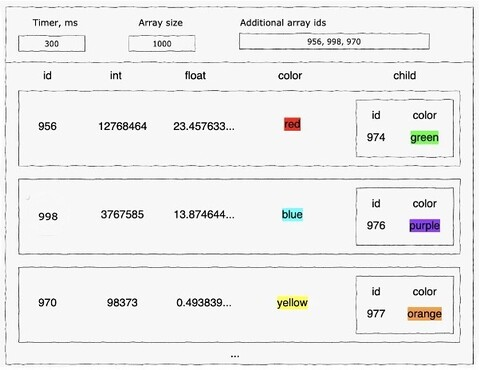 Timer, ms Array size Additional array ids
300 1000 956, 998, 970
id int float color child
id color
956 12768464 23.457633... red
974 green
id color
998 3767585 13.874644... blue
976 purple
id color
970 98373 0.493839... yellow
977 orange
...